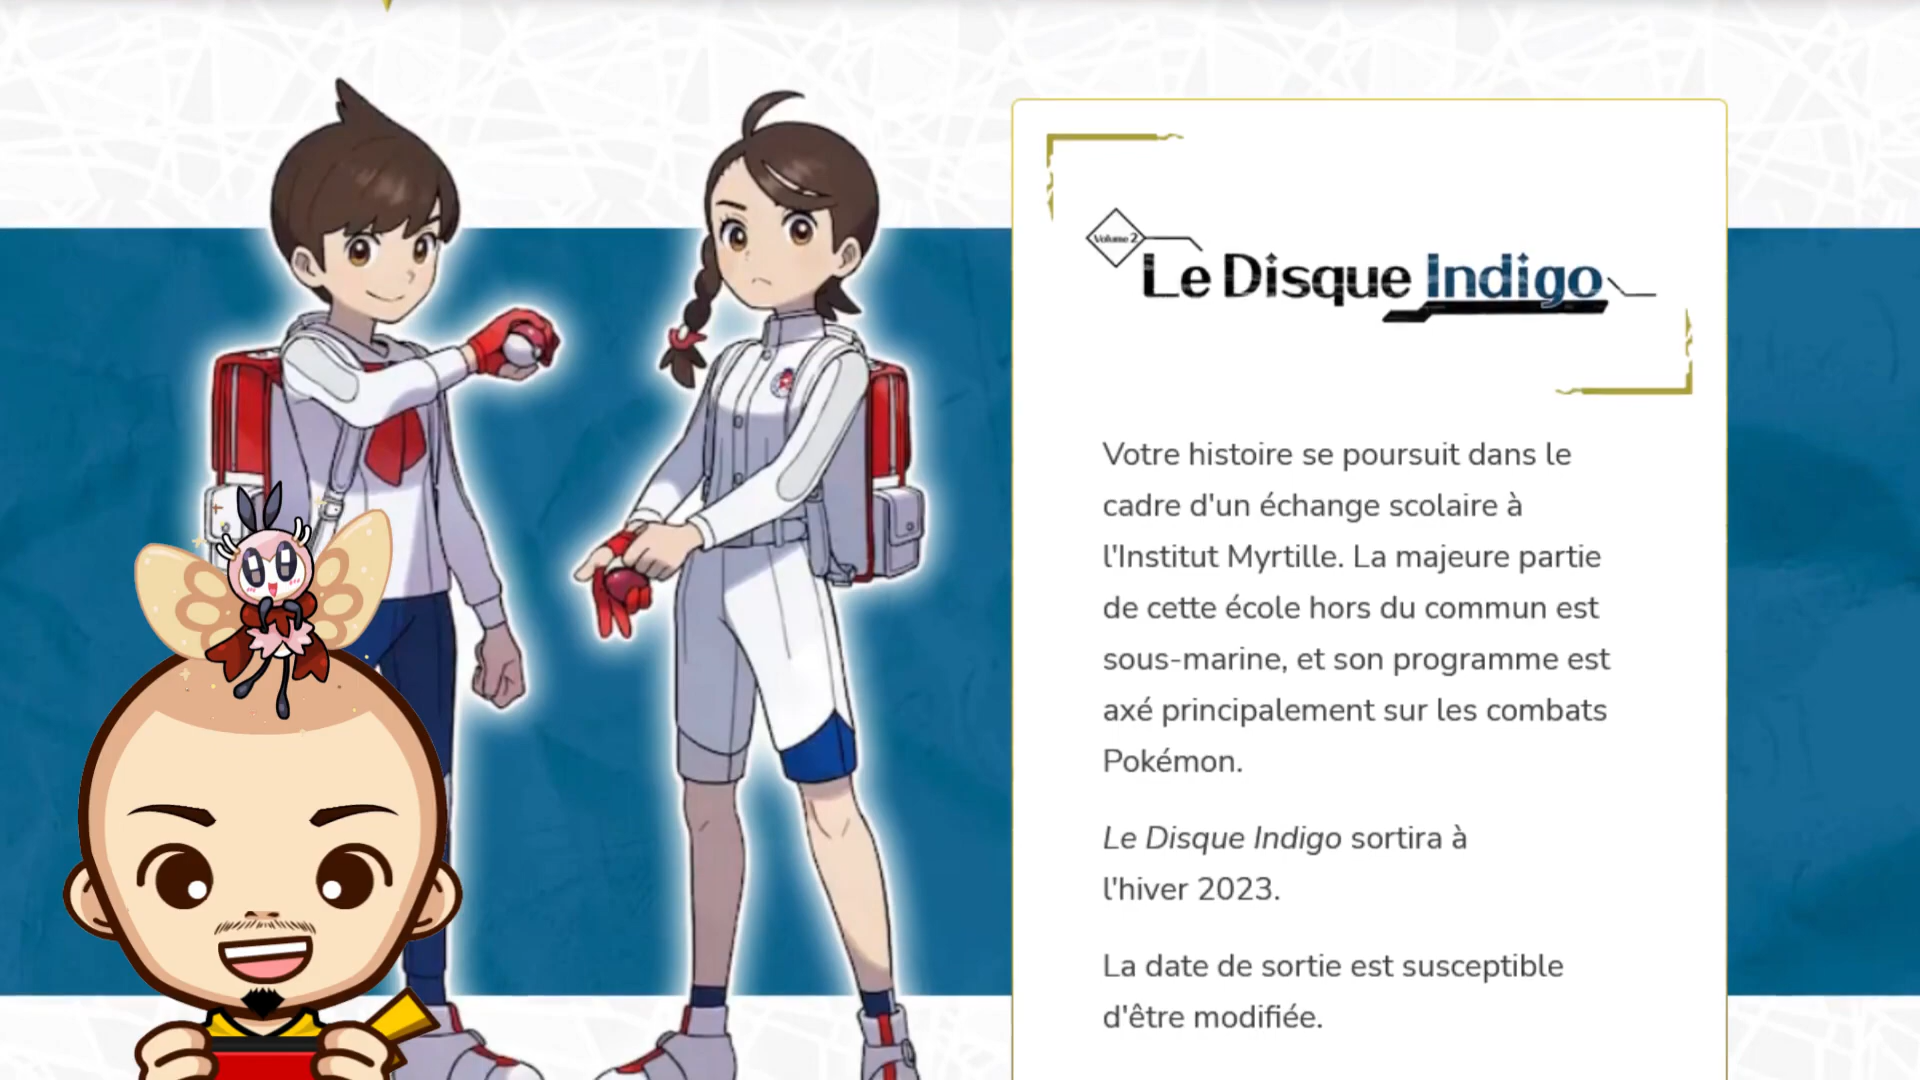 Volume 2
Le Disque Indigo
Votre histoire se poursuit dans le
cadre d'un échange scolaire à
l'Institut Myrtille. La majeure partie
de cette école hors du commun est
sous-marine, et son programme est
axé principalement sur les combats
Pokémon.
Le Disque Indigo sortira à
l'hiver 2023.
La date de sortie est susceptible
d'être modifiée.